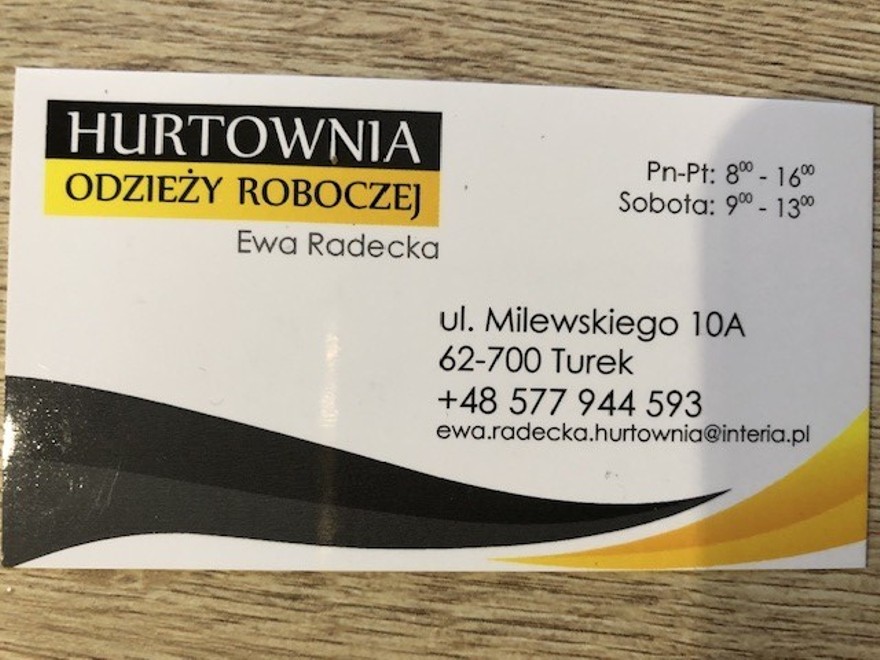 HURTOWNIA
ODZIEŻY ROBOCZEJ
Ewa Radecka
Pn-Pt: 8⁰⁰ - 16⁰⁰
Sobota: 9⁰⁰ - 13⁰⁰
ul. Milewskiego 10A
62-700 Turek
+48 577 944 593
ewa.radecka.hurtownia@interia.pl